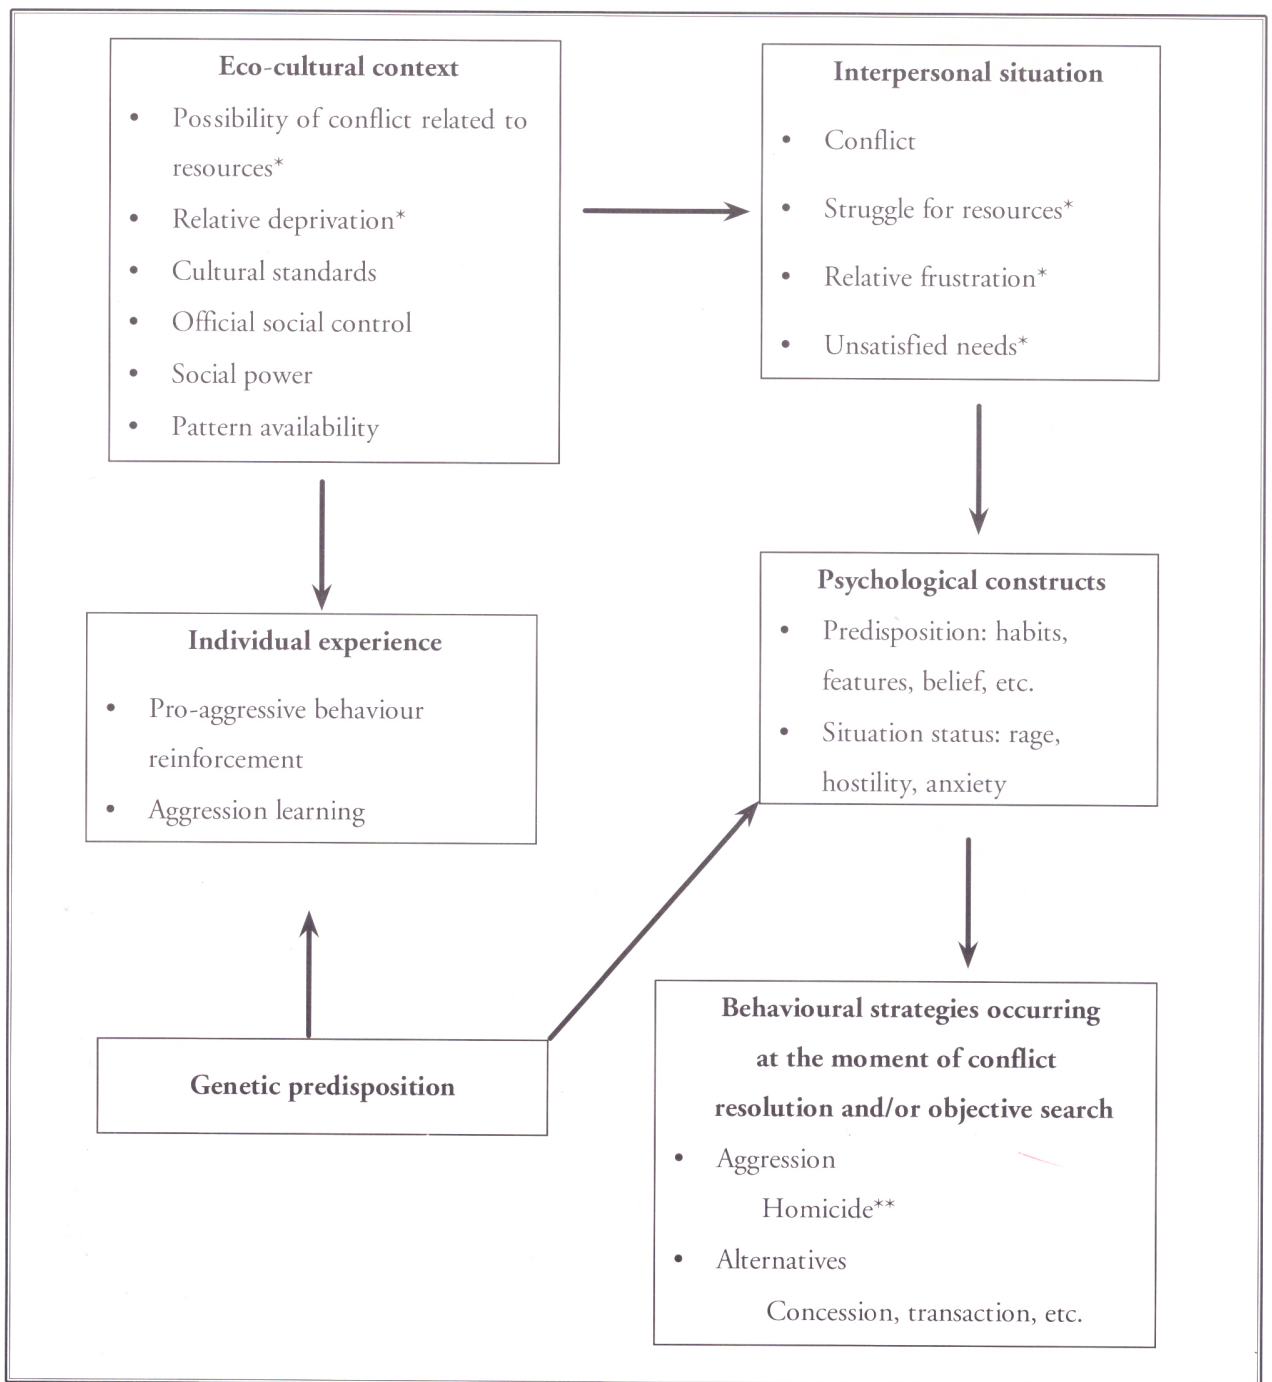 Eco-cultural context
• Possibility of conflict related to
resources*
• Relative deprivation*
• Cultural standards
• Official social control
• Social power
• Pattern availability
Interpersonal situation
• Conflict
• Struggle for resources*
• Relative frustration*
• Unsatisfied needs*
Individual experience
• Pro-aggressive behaviour
reinforcement
• Aggression learning
Psychological constructs
• Predisposition: habits,
features, belief, etc.
• Situation status: rage,
hostility, anxiety
Genetic predisposition
Behavioural strategies occurring
at the moment of conflict
resolution and/or objective search
• Aggression
Homicide**
• Alternatives
Concession, transaction, etc.